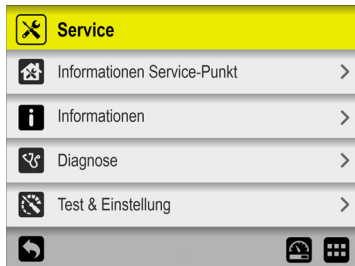 Service
Informationen Service-Punkt
Informationen
Diagnose
Test & Einstellung